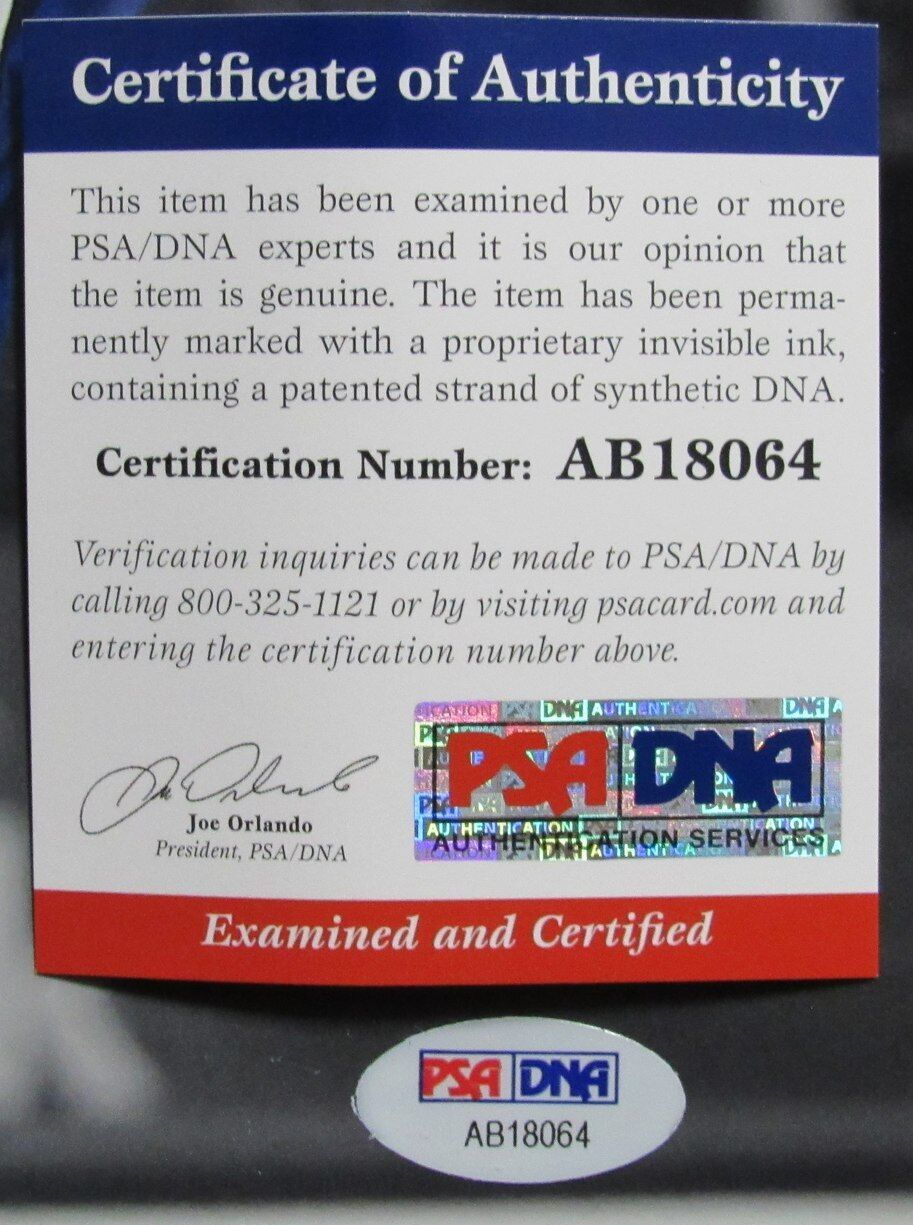 Certificate of Authenticity
This item has been examined by one or more
PSA/DNA experts and it is our opinion that
the item is genuine. The item has been perma-
nently marked with a proprietary invisible ink,
containing a patented strand of synthetic DNA.
Certification Number: AB18064
Verification inquiries can be made to PSA/DNA by
calling 800-325-1121 or by visiting psacard.com and
entering the certification number above.
PSA DNA
AUTHENTICATION SERVICES
Joe Orlando
President, PSA/DNA
Examined and Certified
PSA DNA
AB18064